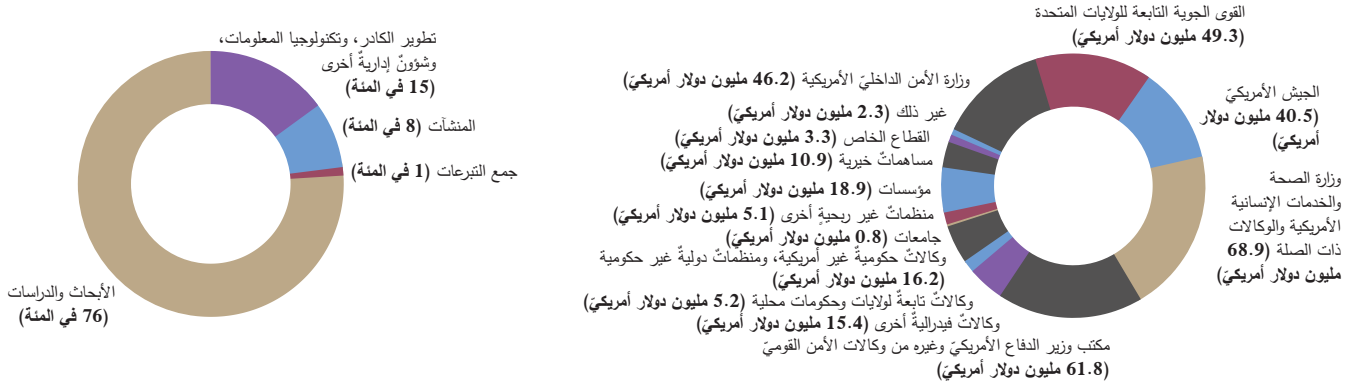 القوى الجوية التابعة للولايات المتحدة
(49.3 مليون دولار أمريكيّ)
الجيش الأمريكيّ
(40.5 مليون دولار
أمريكيّ)
وزارة الصحة
والخدمات الإنسانية
الأمريكية والوكالات
ذات الصلة (68.9
مليون دولار أمريكيّ)
وزارة الأمن الداخليّ الأمريكية (46.2 مليون دولار أمريكيّ)
غير ذلك (2.3 مليون دولار أمريكيّ)
القطاع الخاص (3.3 مليون دولار أمريكيّ)
مساهماتٌ خيرية (10.9 مليون دولار أمريكيّ)
مؤسسات (18.9 مليون دولار أمريكيّ)
منظماتٌ غير ربحيةٍ أخرى (5.1 مليون دولار أمريكيّ)
جامعات (0.8 مليون دولار أمريكيّ)
وكالاتٌ حكوميةٌ غير أمريكية، ومنظماتٌ دوليةٌ غير حكومية
(16.2 مليون دولار أمريكيّ)
وكالاتٌ تابعةٌ لولايات وحكومات محلية (5.2 مليون دولار أمريكيّ)
وكالاتٌ فيدراليةٌ أخرى (15.4 مليون دولار أمريكيّ)
مكتب وزير الدفاع الأمريكيّ وغيره من وكالات الأمن القوميّ
(61.8 مليون دولار أمريكيّ)
تطوير الكادر، وتكنولوجيا المعلومات،
وشؤونٌ إداريةٌ أخرى
(15 في المئة)
المنشآت (8 في المئة)
جمع التبرعات (1 في المئة)
الأبحاث والدراسات
(76 في المئة)